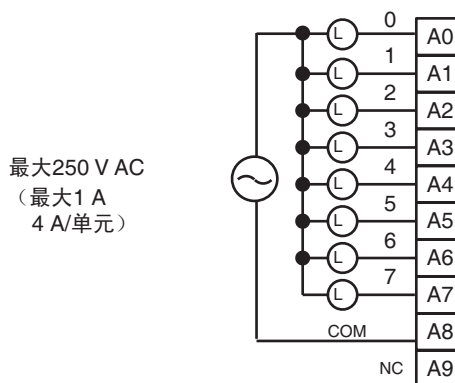 最大250 V AC
（最大1 A
4 A/单元）
L 0 A0
L 1 A1
L 2 A2
L 3 A3
L 4 A4
L 5 A5
L 6 A6
L 7 A7
COM A8
NC A9